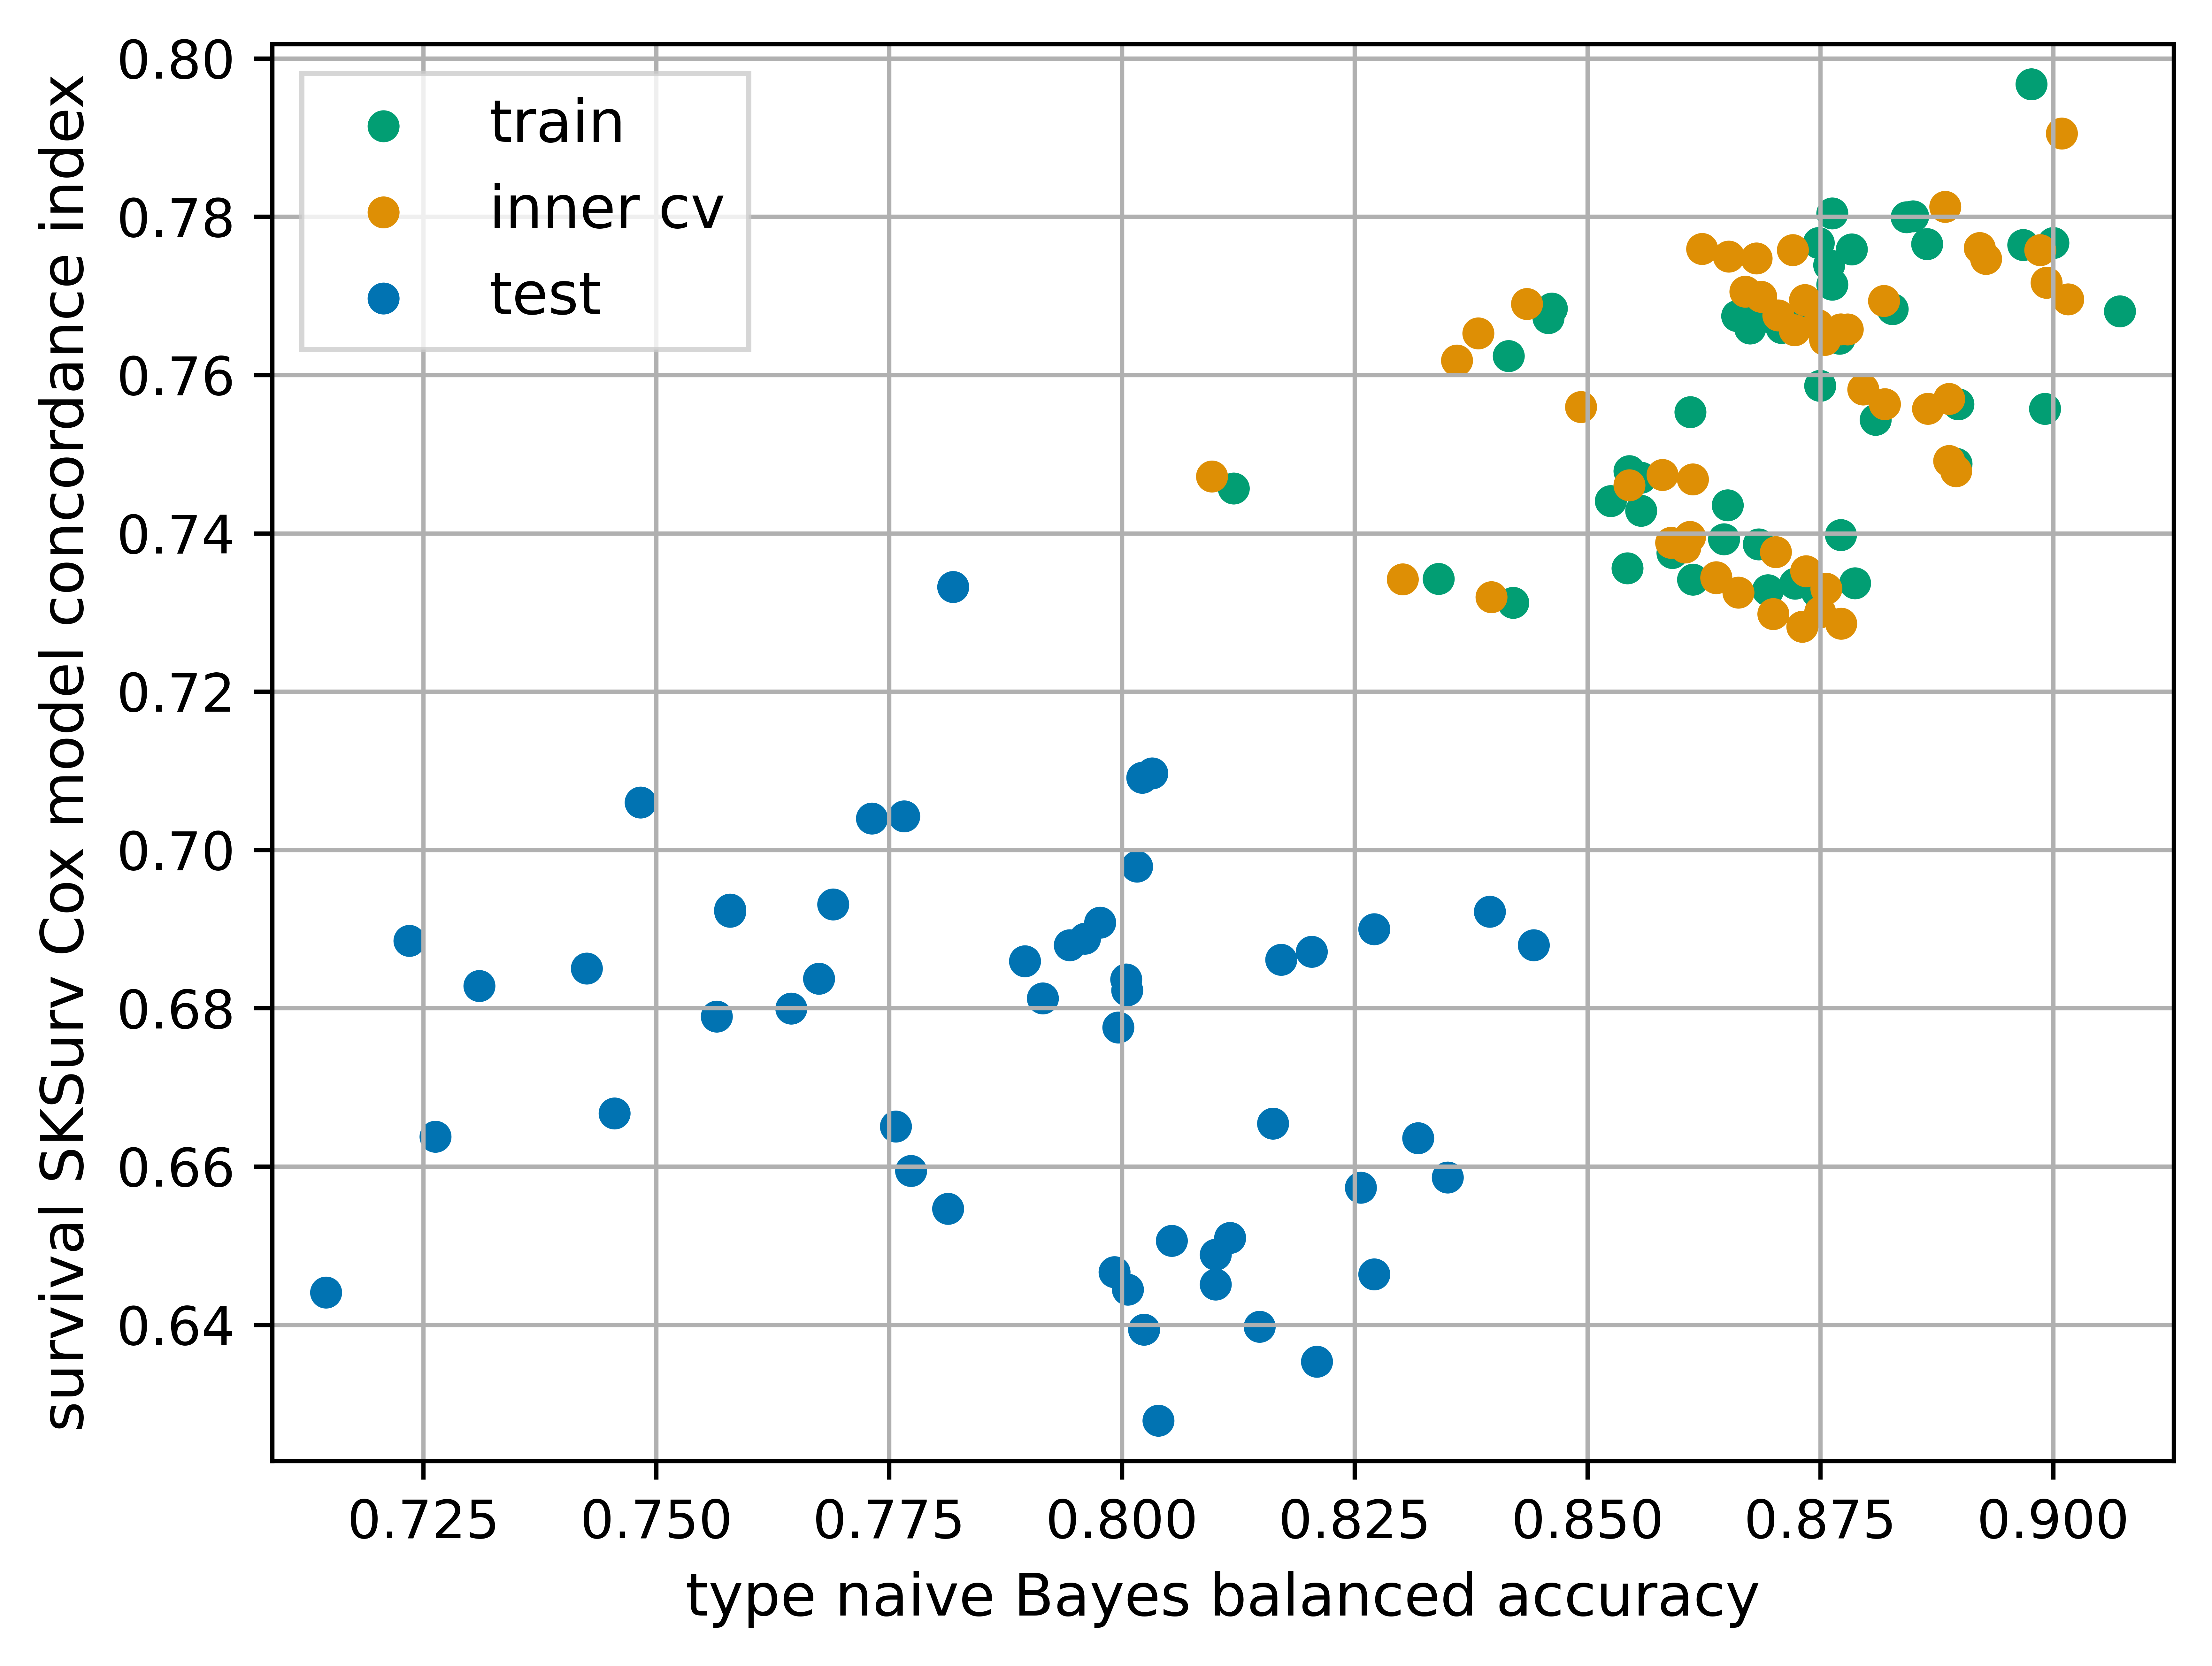 survival SKSurv Cox model concordance index
0.80
0.78
0.76
0.74
0.72
0.70
0.68
0.66
0.64
train
inner cv
test
0.725 0.750 0.775 0.800 0.825 0.850 0.875 0.900
type naive Bayes balanced accuracy